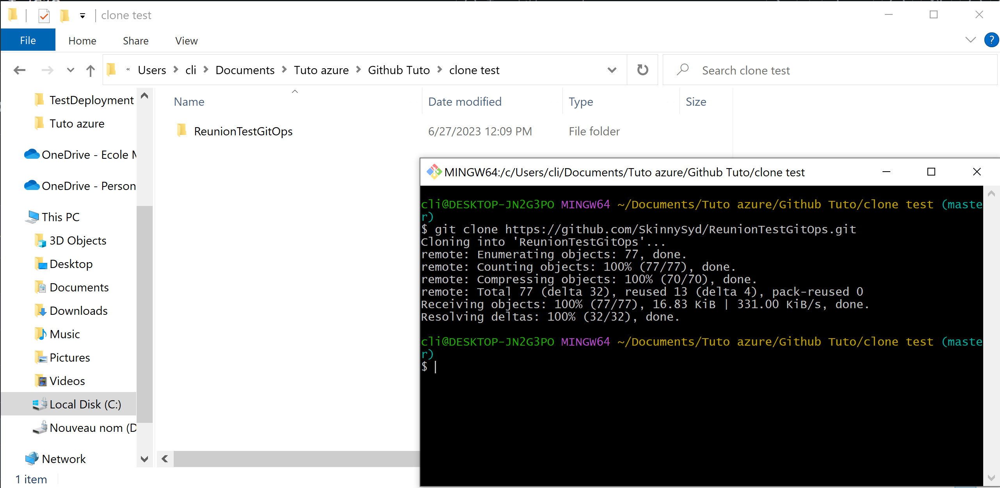 clone test
File Home Share View
?
« Users > cli > Documents > Tuto azure > Github Tuto > clone test
Search clone test
TestDeployment
Tuto azure
OneDrive - Ecole
OneDrive - Person
This PC
3D Objects
Desktop
Documents
Downloads
Music
Pictures
Videos
Local Disk (C:)
Nouveau nom (D
Network
1 item
Name Date modified Type Size
ReunionTestGitOps 6/27/2023 12:09 PM File folder
MINGW64:/c/Users/cli/Documents/Tuto azure/Github Tuto/clone test
cli@DESKTOP-JN2G3PO MINGW64 ~/Documents/Tuto azure/Github Tuto/clone test (maste
r)
$ git clone https://github.com/SkinnySyd/ReunionTestGitOps.git
Cloning into 'ReunionTestGitOps'...
remote: Enumerating objects: 77, done.
remote: Counting objects: 100% (77/77), done.
remote: Compressing objects: 100% (70/70), done.
remote: Total 77 (delta 32), reused 13 (delta 4), pack-reused 0
Receiving objects: 100% (77/77), 16.83 KiB | 331.00 KiB/s, done.
Resolving deltas: 100% (32/32), done.
cli@DESKTOP-JN2G3PO MINGW64 ~/Documents/Tuto azure/Github Tuto/clone test (maste
r)
$